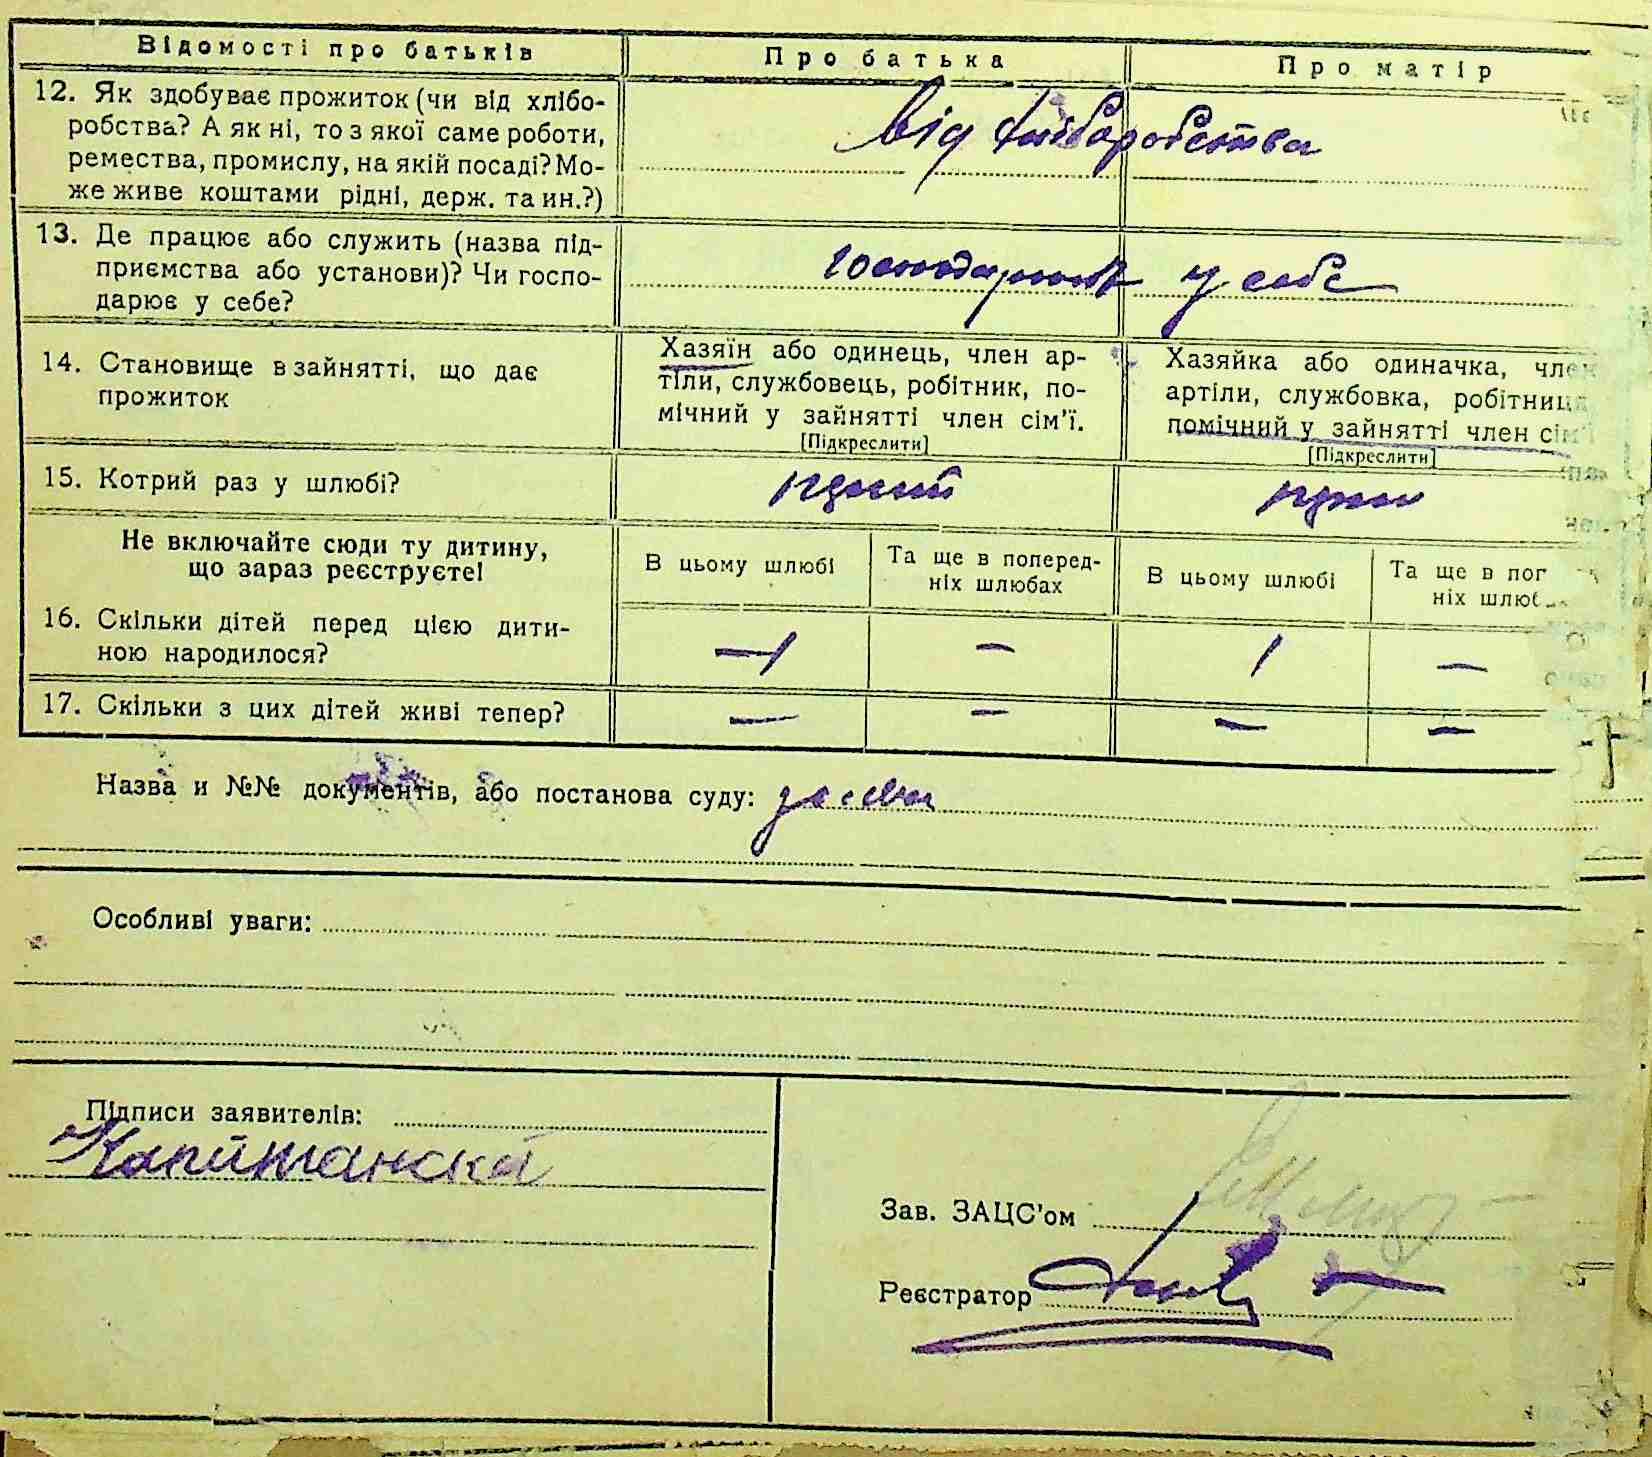 Відомості про батьків
Про батька
Про матір
12. Як здобуває прожиток (чи від хлібо-
робства? А як ні, то з якої саме роботи,
ремества, промислу, на якій посаді? Мо-
же живе коштами рідні, держ. та ин.?)
від хліборобства
13. Де працює або служить (назва під-
приємства або установи)? Чи госпо-
дарює у себе?
у себе
14. Становище в зайнятті, що дає
прожиток
Хазяїн або одинець, член ар-
тіли, службовець, робітник, по-
мічний у зайнятті член сім'ї.
[Підкреслити]
Хазяйка або одиначка, член
артіли, службовка, робітниця
помічний у зайнятті член сім'ї
[Підкреслити]
15. Котрий раз у шлюбі?
Не включайте сюди ту дитину,
що зараз реєструєте!
В цьому шлюбі
Та ще в поперед-
ніх шлюбах
В цьому шлюбі
Та ще в поп
ніх шлюб
16. Скільки дітей перед цією дити-
ною народилося?
—1
—
1
—
17. Скільки з цих дітей живі тепер?
—
—
—
—
Назва и №№ документів, або постанова суду:
Особливі уваги:
Підписи заявителів:
Капитанска
Зав. ЗАЦС'ом
Реєстратор